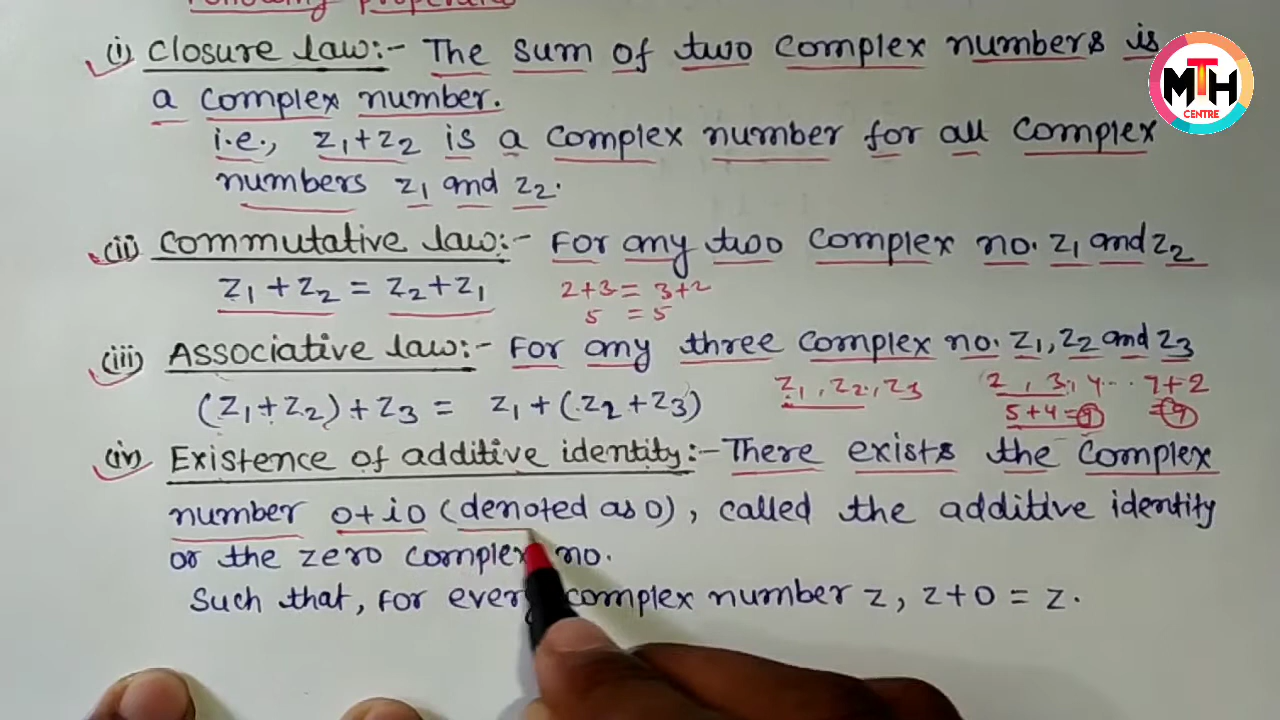 Following properties
(i) Closure law:- The sum of two complex numbers is
a complex number.
i.e., z1+z2 is a complex number for all complex
numbers z1 and z2.
(ii) Commutative law:- For any two complex no. z1 and z2
z1 + z2 = z2+z1
2+3 = 3+2
5 = 5
(iii) Associative law:- For any three complex no. z1, z2 and z3
(z1+z2)+z3 = z1+(z2+z3)
z1, z2, z3
2, 3, 4... 7+2
5+4=9 =9
(iv) Existence of additive identity:- There exists the complex
number 0+i0 (denoted as 0), called the additive identity
or the zero complex no.
Such that, for every complex number z, z+0 = z.
MTH
CENTRE